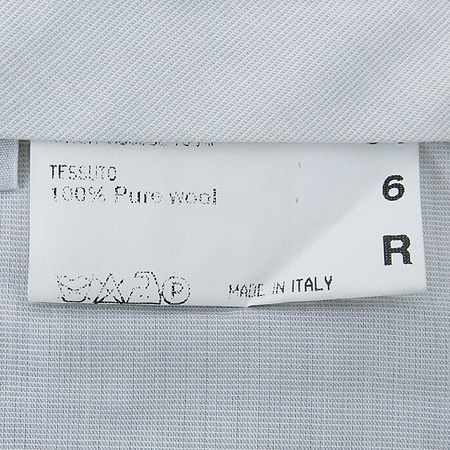 TESSUTO
100% Pure wool
6
R
P
MADE IN ITALY